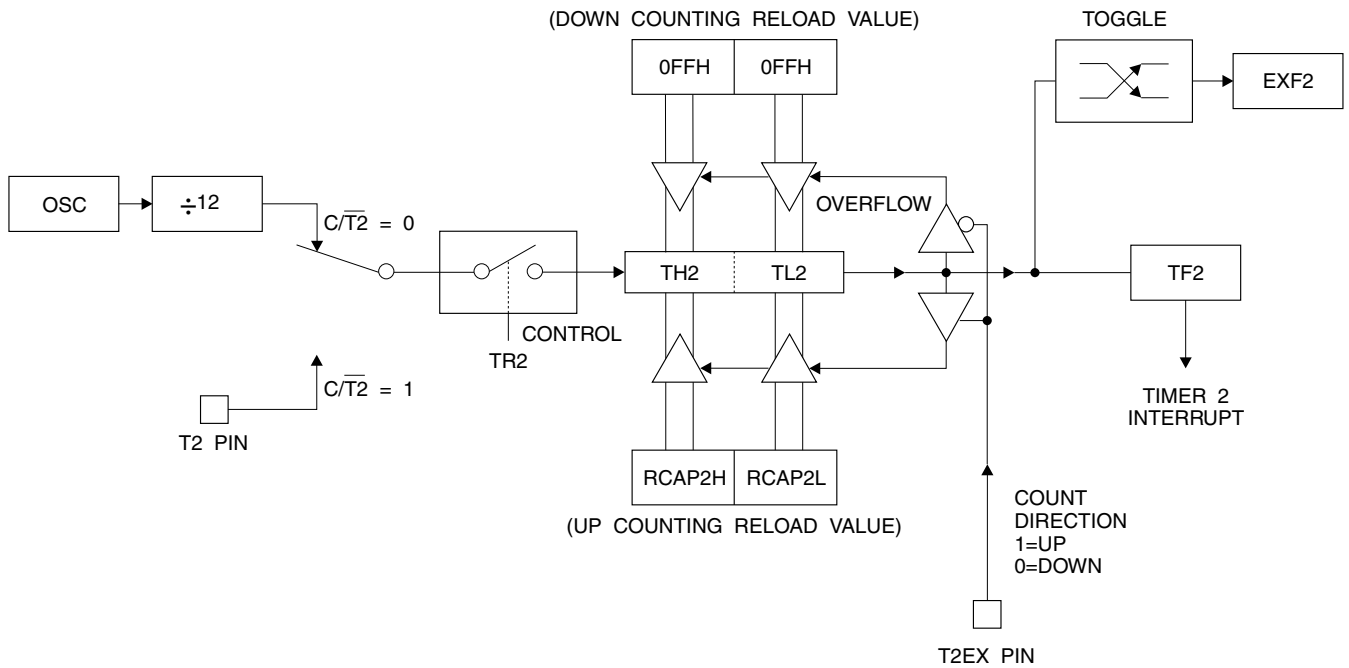 (DOWN COUNTING RELOAD VALUE)
TOGGLE
0FFH
0FFH
EXF2
OSC
÷12
C/T2̅ = 0
OVERFLOW
TH2
TL2
TF2
CONTROL
TR2
C/T2̅ = 1
T2 PIN
TIMER 2
INTERRUPT
RCAP2H
RCAP2L
(UP COUNTING RELOAD VALUE)
COUNT
DIRECTION
1=UP
0=DOWN
T2EX PIN